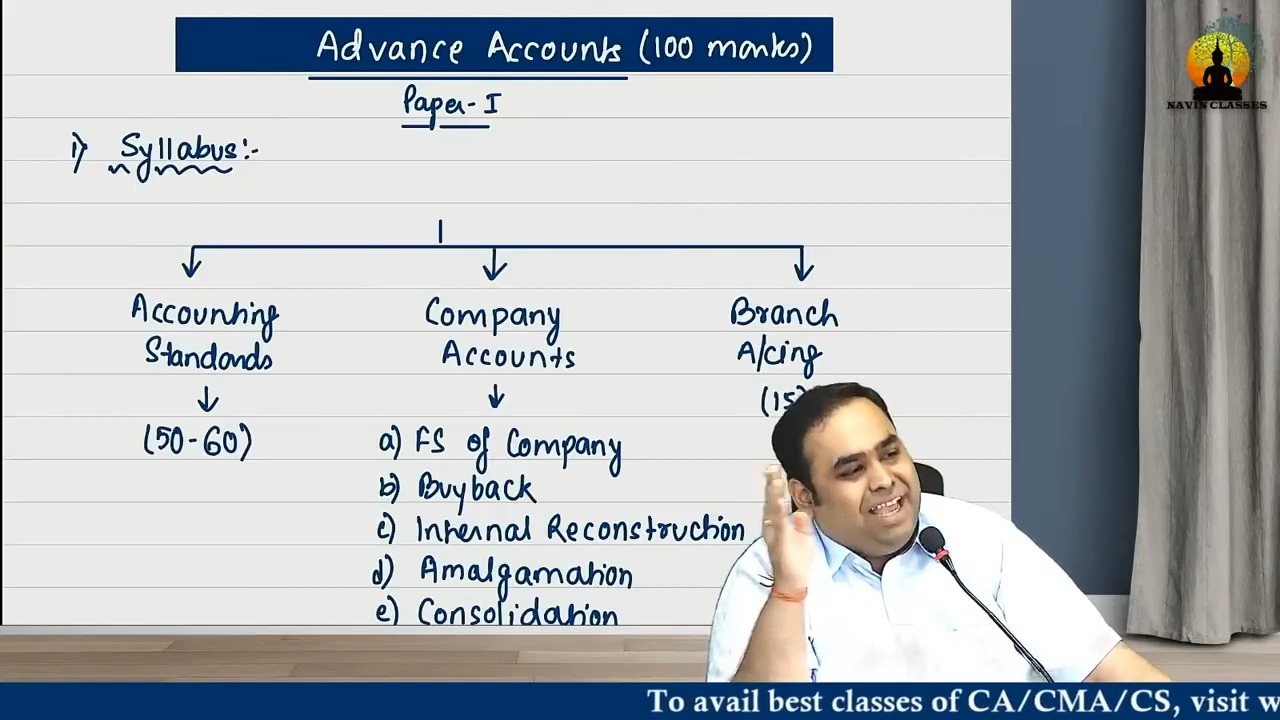 Advance Accounts (100 marks)
NAVIN CLASSES
Paper-I
1) Syllabus:-
Accounting Standards
Company Accounts
Branch A/cing
(50-60)
(15
a) FS of Company
b) Buyback
c) Internal Reconstruction
d) Amalgamation
e) Consolidation
To avail best classes of CA/CMA/CS, visit w